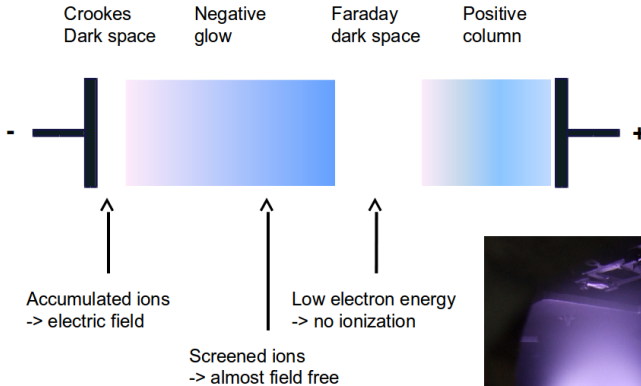 Crookes
Dark space
Negative
glow
Faraday
dark space
Positive
column
-
+
Accumulated ions
-> electric field
Low electron energy
-> no ionization
Screened ions
-> almost field free